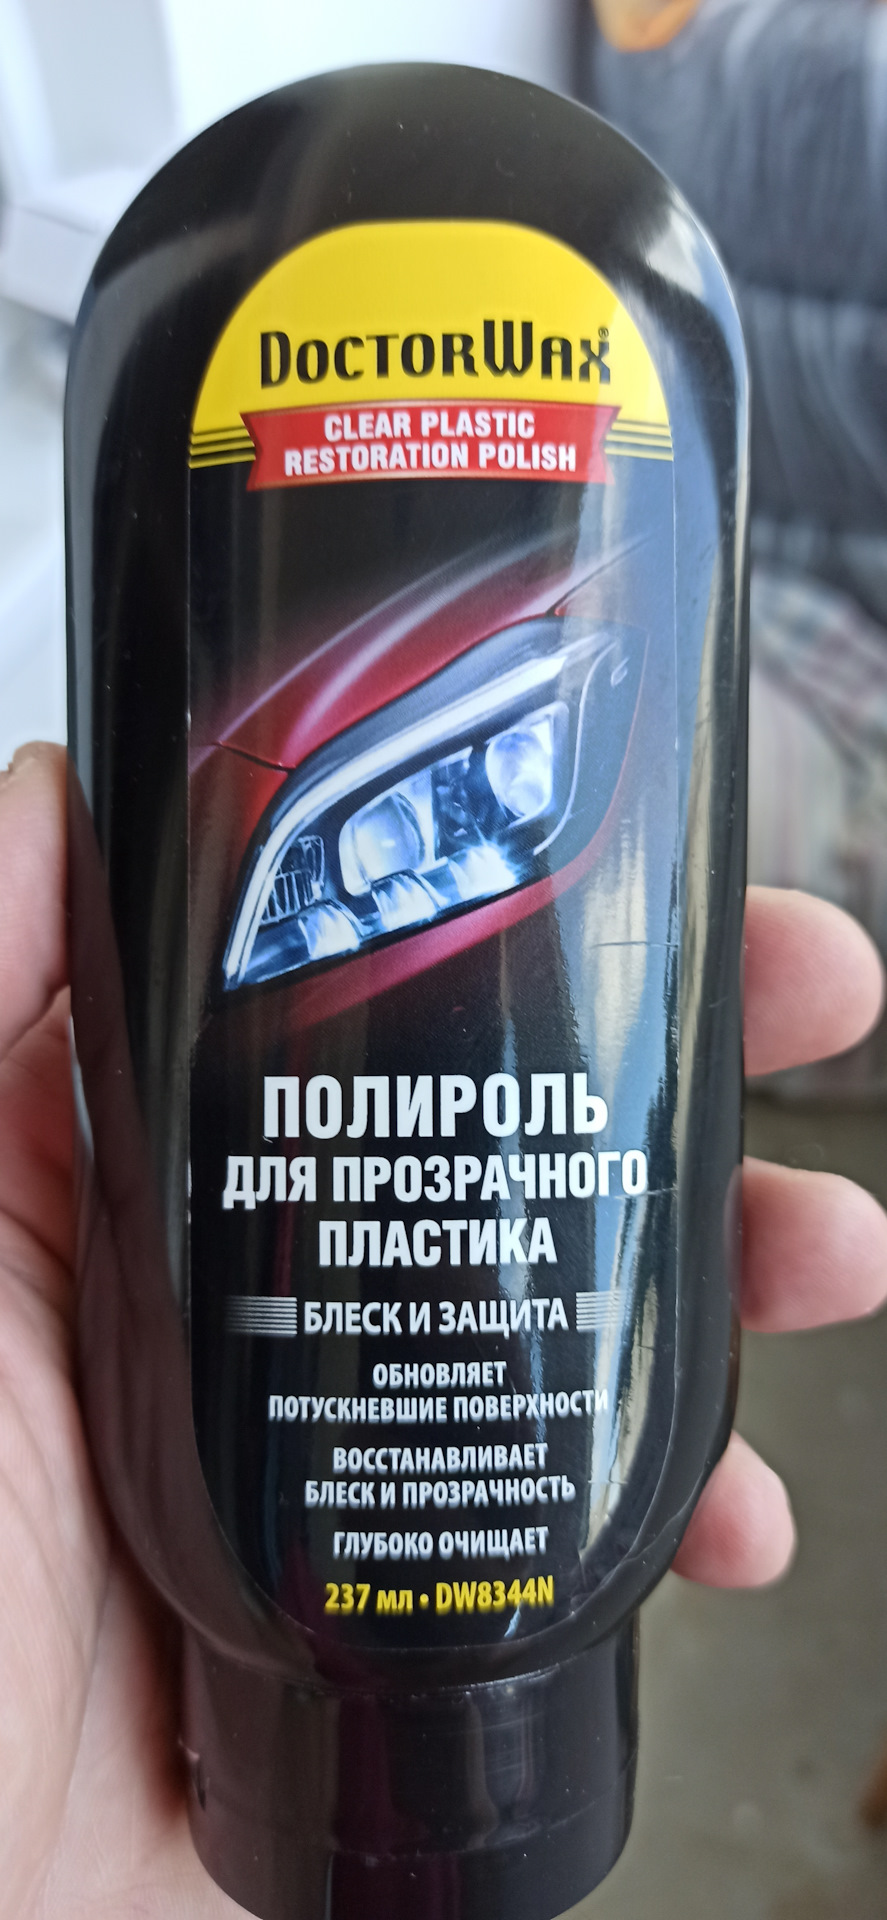 DOCTORWAX®
CLEAR PLASTIC
RESTORATION POLISH
ПОЛИРОЛЬ
ДЛЯ ПРОЗРАЧНОГО
ПЛАСТИКА
БЛЕСК И ЗАЩИТА
ОБНОВЛЯЕТ
ПОТУСКНЕВШИЕ ПОВЕРХНОСТИ
ВОССТАНАВЛИВАЕТ
БЛЕСК И ПРОЗРАЧНОСТЬ
ГЛУБОКО ОЧИЩАЕТ
237 мл • DW8344N